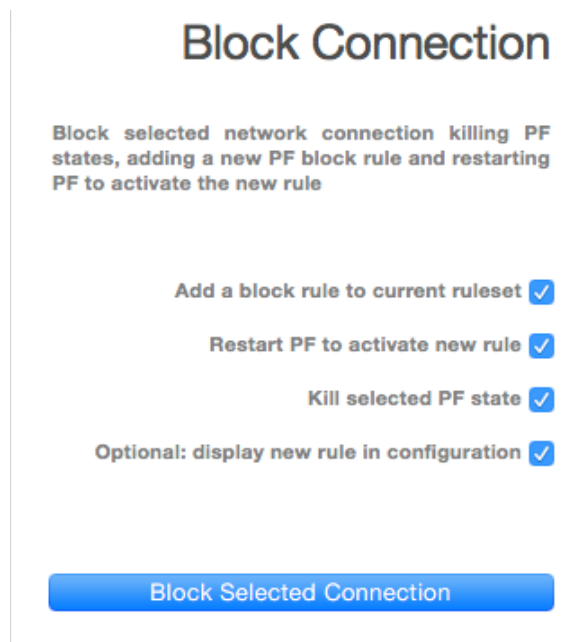 Block Connection
Block selected network connection killing PF
states, adding a new PF block rule and restarting
PF to activate the new rule
Add a block rule to current ruleset
Restart PF to activate new rule
Kill selected PF state
Optional: display new rule in configuration
Block Selected Connection